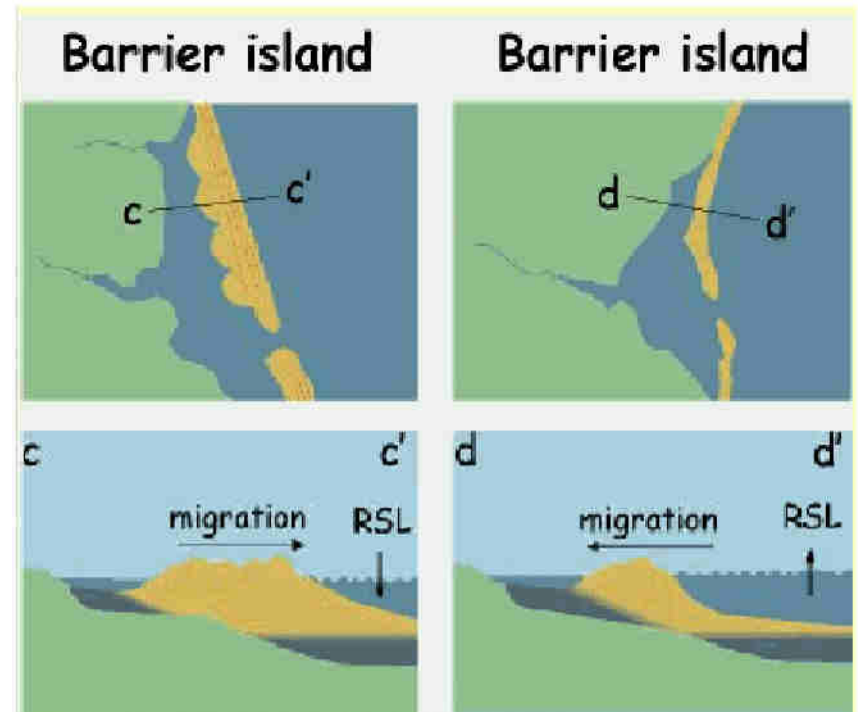 Barrier island
Barrier island
c
c'
d
d'
c
c'
d
d'
migration
RSL
migration
RSL